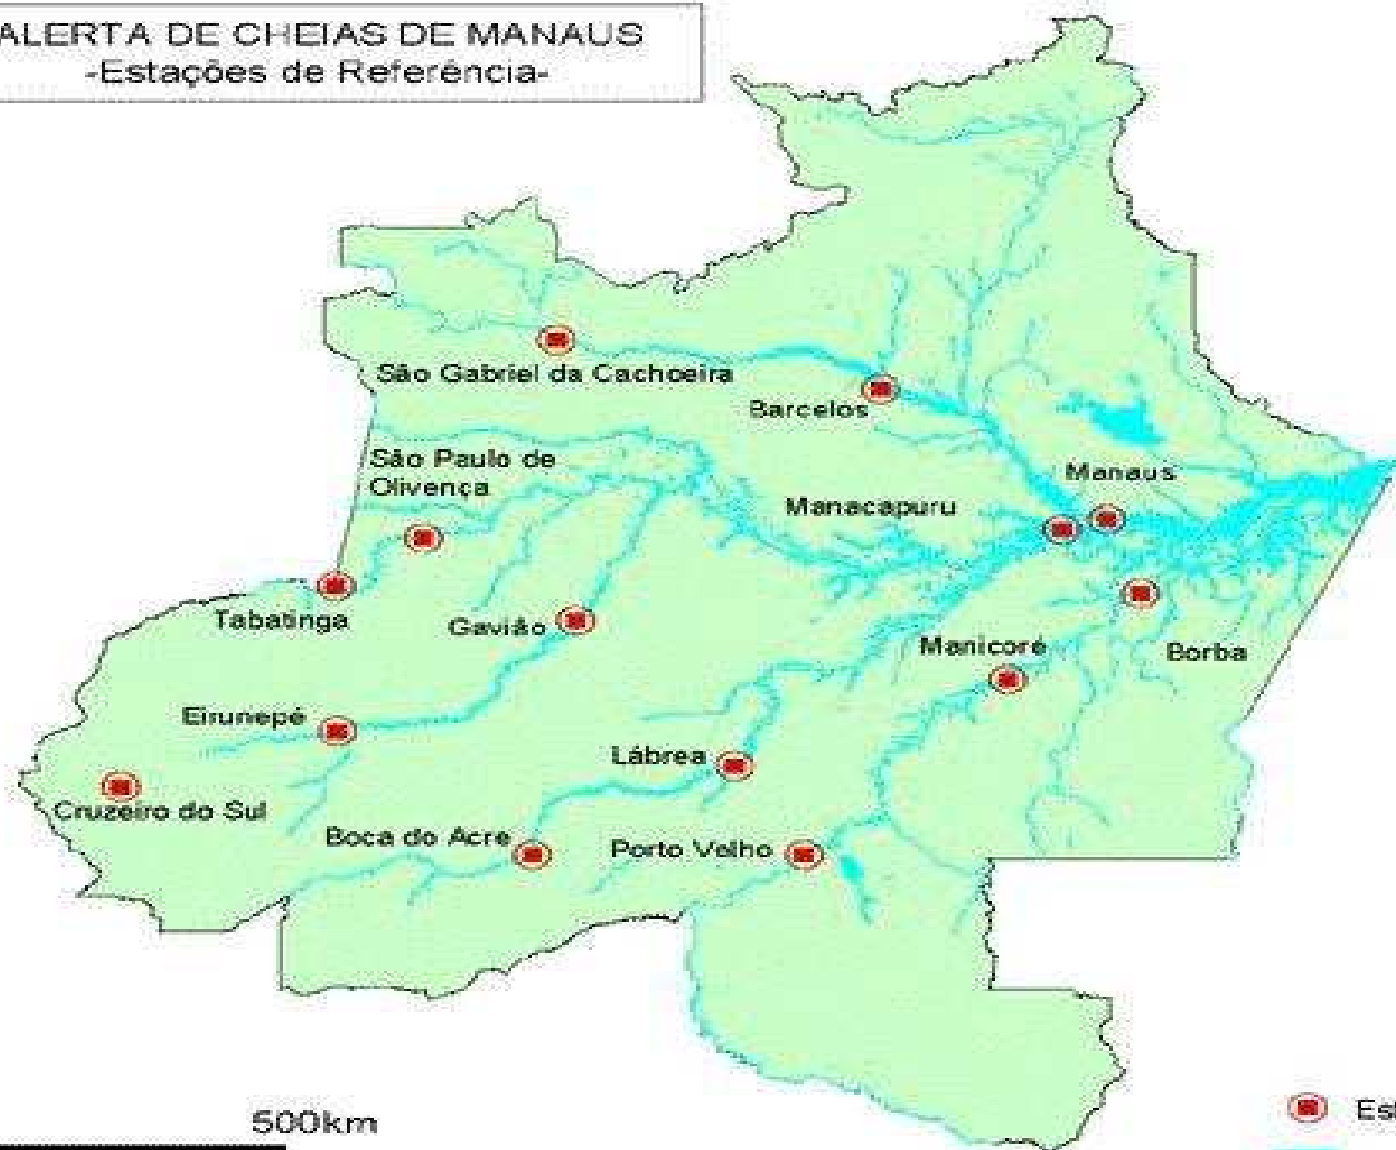 ALERTA DE CHEIAS DE MANAUS
-Estações de Referência-
São Gabriel da Cachoeira
Barcelos
São Paulo de
Olivença
Manaus
Manacapuru
Tabatinga
Gavião
Manicoré
Borba
Eirunepé
Lábrea
Cruzeiro do Sul
Boca do Acre
Porto Velho
500km
Est